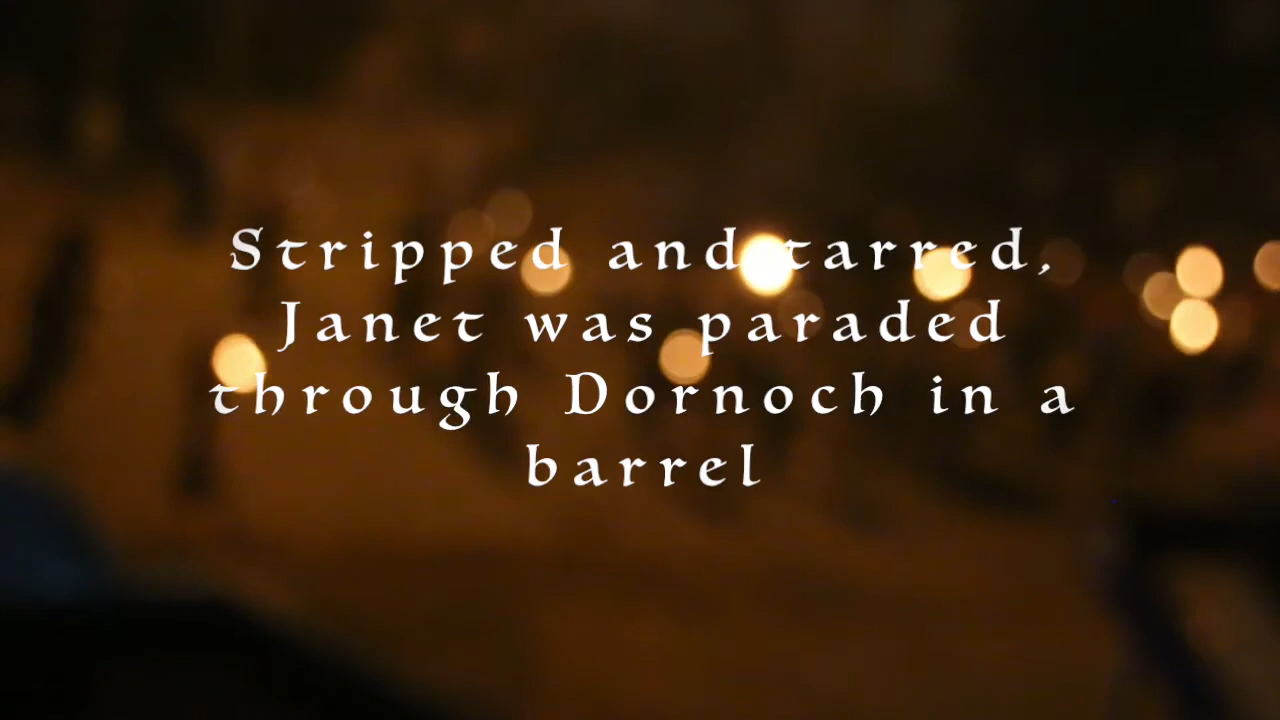 Stripped and tarred,
Janet was paraded
through Dornoch in a
barrel